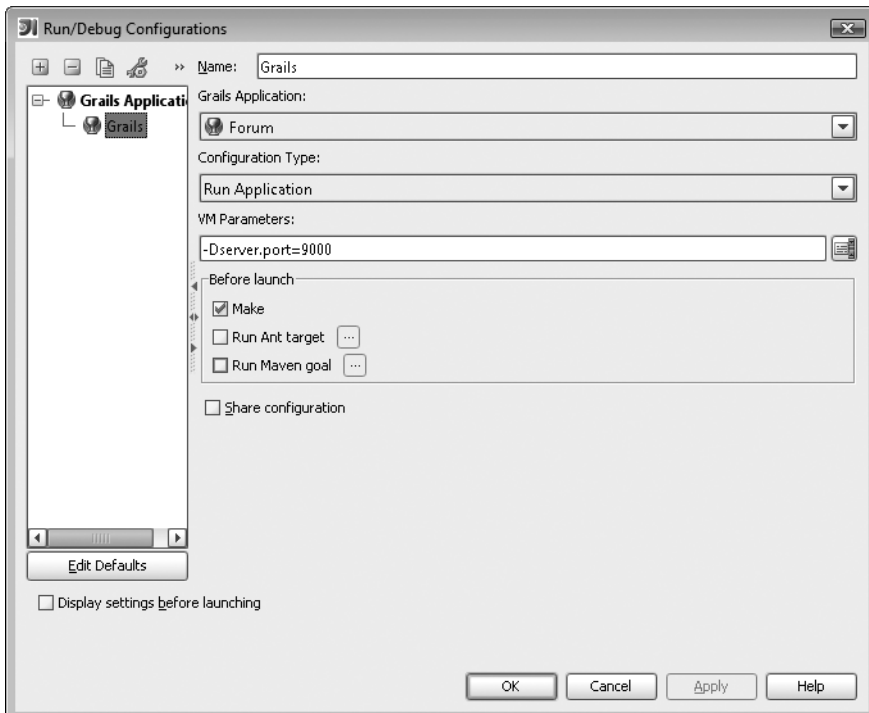 Run/Debug Configurations
Name: Grails
Grails Applicati
Grails
Grails Application:
Forum
Configuration Type:
Run Application
VM Parameters:
-Dserver.port=9000
Before launch
Make
Run Ant target ...
Run Maven goal ...
Share configuration
Edit Defaults
Display settings before launching
OK Cancel Apply Help